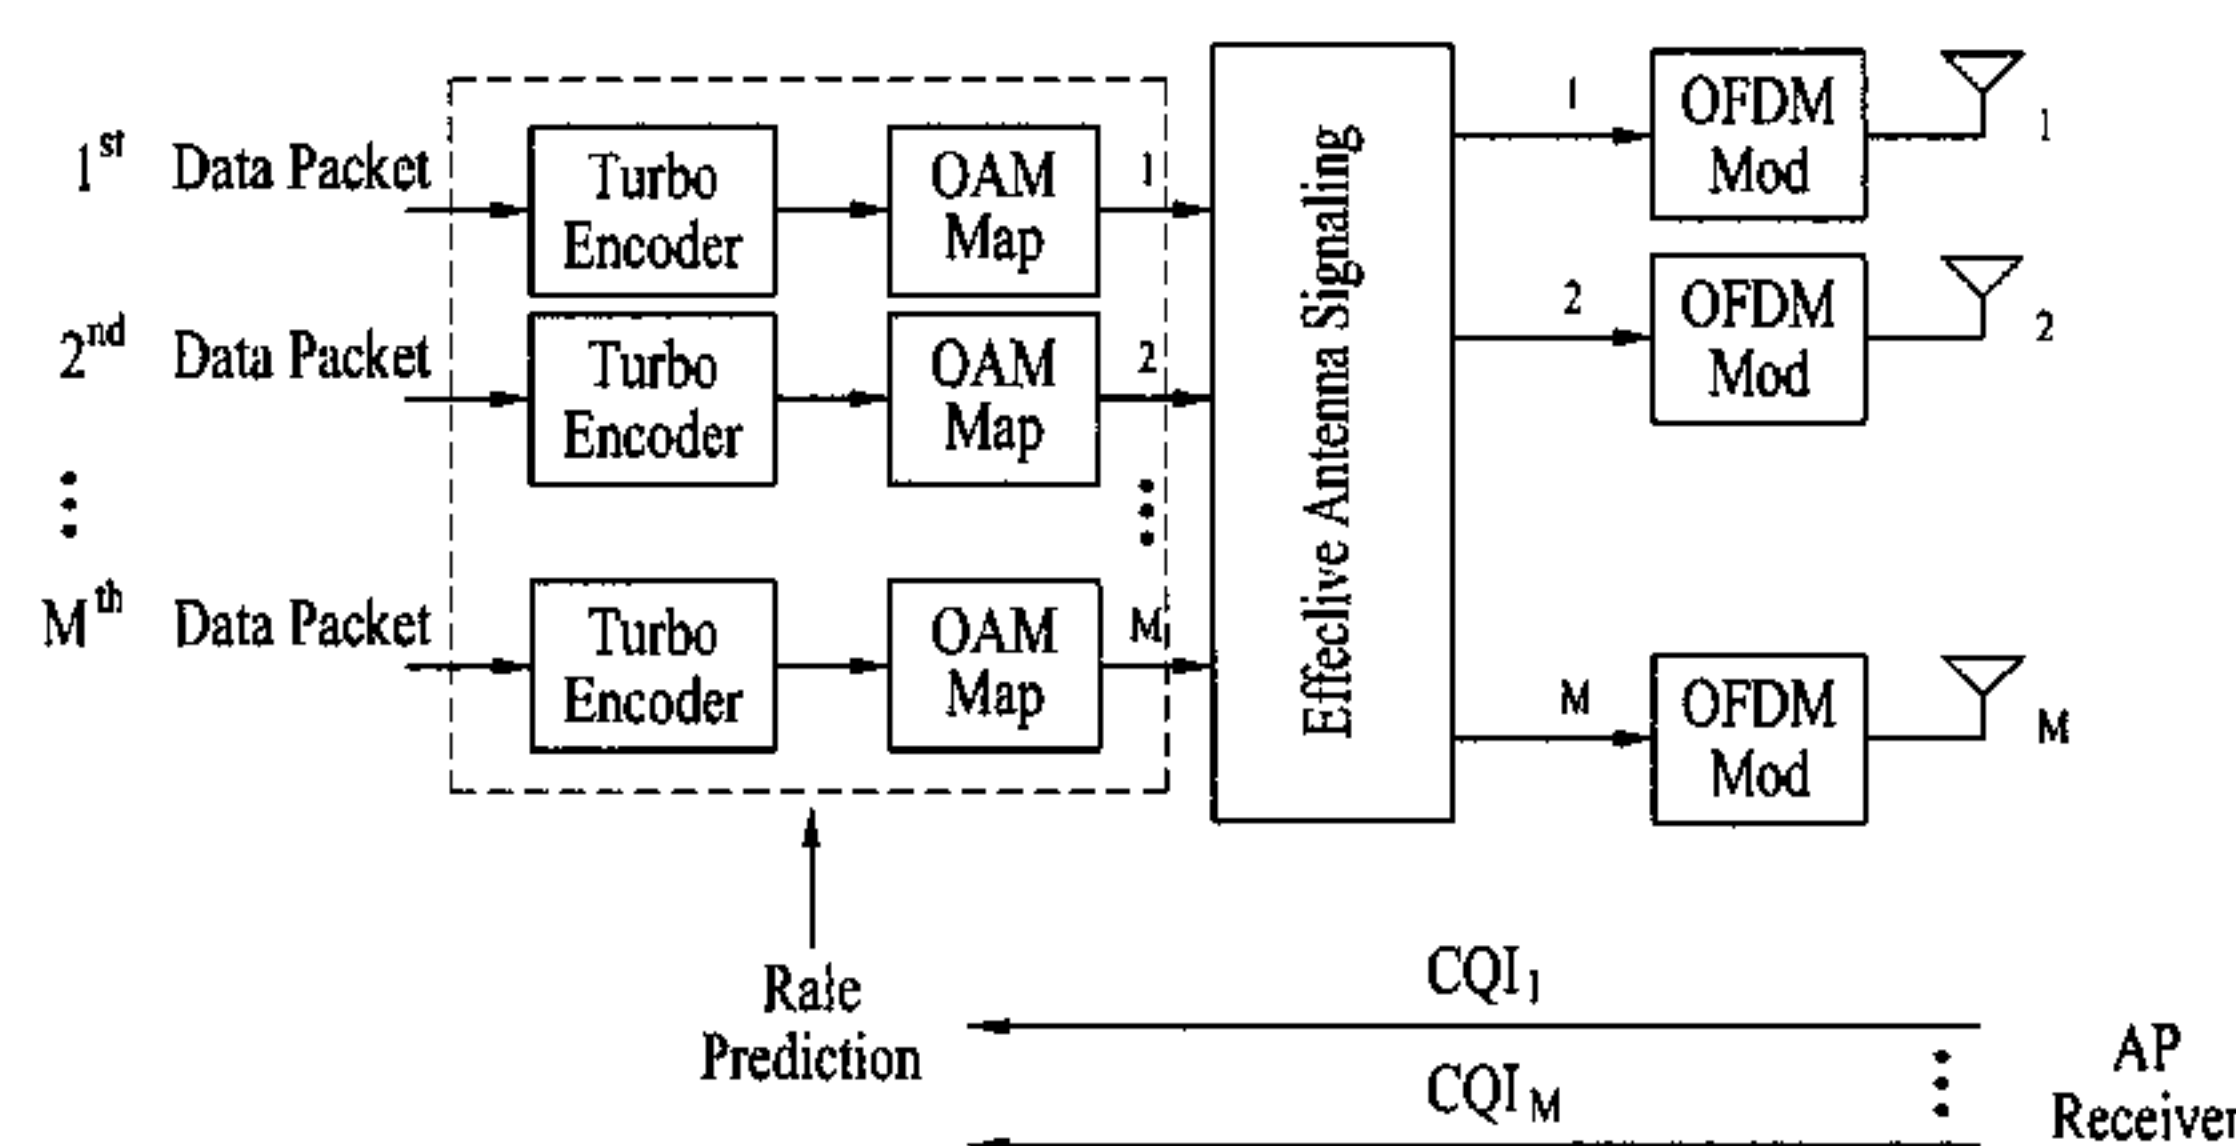 1st Data Packet
Turbo
Encoder
OAM
Map
1
2nd Data Packet
Turbo
Encoder
OAM
Map
2
Mth Data Packet
Turbo
Encoder
OAM
Map
M
Effective Antenna Signaling
1
OFDM
Mod
1
2
OFDM
Mod
2
M
OFDM
Mod
M
Rate
Prediction
CQI1
CQIM
AP
Receiver